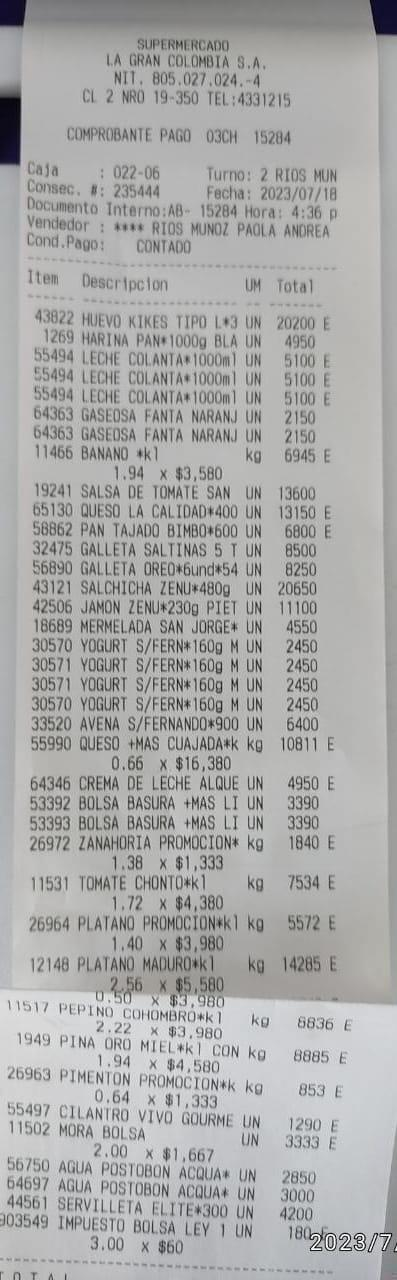 SUPERMERCADO
LA GRAN COLOMBIA S.A.
NIT. 805.027.024.-4
CL 2 NRO 19-350 TEL:4331215
COMPROBANTE PAGO 03CH 15284
Caja : 022-06 Turno: 2 RIOS MUN
Consec. #: 235444 Fecha: 2023/07/18
Documento Interno:AB- 15284 Hora: 4:36 p
Vendedor : **** RIOS MUNOZ PAOLA ANDREA
Cond.Pago: CONTADO
Item Descripcion UM Total
43822 HUEVO KIKES TIPO L*3 UN 20200 E
1269 HARINA PAN*1000g BLA UN 4950
55494 LECHE COLANTA*1000ml UN 5100 E
55494 LECHE COLANTA*1000ml UN 5100 E
55494 LECHE COLANTA*1000ml UN 5100 E
64363 GASEOSA FANTA NARANJ UN 2150
64363 GASEOSA FANTA NARANJ UN 2150
11466 BANANO *kl kg 6945 E
1.94 x $3,580
19241 SALSA DE TOMATE SAN UN 13600
65130 QUESO LA CALIDAD*400 UN 13150 E
58862 PAN TAJADO BIMBO*600 UN 6800 E
32475 GALLETA SALTINAS 5 T UN 8500
56890 GALLETA OREO*6und*54 UN 8250
43121 SALCHICHA ZENU*480g UN 20650
42506 JAMON ZENU*230g PIET UN 11100
18689 MERMELADA SAN JORGE* UN 4550
30570 YOGURT S/FERN*160g M UN 2450
30571 YOGURT S/FERN*160g M UN 2450
30571 YOGURT S/FERN*160g M UN 2450
30570 YOGURT S/FERN*160g M UN 2450
33520 AVENA S/FERNANDO*900 UN 6400
55990 QUESO +MAS CUAJADA*k kg 10811 E
0.66 x $16,380
64346 CREMA DE LECHE ALQUE UN 4950 E
53392 BOLSA BASURA +MAS LI UN 3390
53393 BOLSA BASURA +MAS LI UN 3390
26972 ZANAHORIA PROMOCION* kg 1840 E
1.38 x $1,333
11531 TOMATE CHONTO*kl kg 7534 E
1.72 x $4,380
26964 PLATANO PROMOCION*kl kg 5572 E
1.40 x $3,980
12148 PLATANO MADURO*kl kg 14285 E
2.56 x $5,580
0.50 x $3,980
11517 PEPINO COHOMBRO*kl kg 8836 E
2.22 x $3,980
1949 PINA ORO MIEL*kl CON kg 8885 E
1.94 x $4,580
26963 PIMENTON PROMOCION*k kg 853 E
0.64 x $1,333
55497 CILANTRO VIVO GOURME UN 1290 E
11502 MORA BOLSA UN 3333 E
2.00 x $1,667
56750 AGUA POSTOBON ACQUA* UN 2850
64697 AGUA POSTOBON ACQUA* UN 3000
44561 SERVILLETA ELITE*300 UN 4200
903549 IMPUESTO BOLSA LEY 1 UN 180 E
3.00 x $60
2023/7/